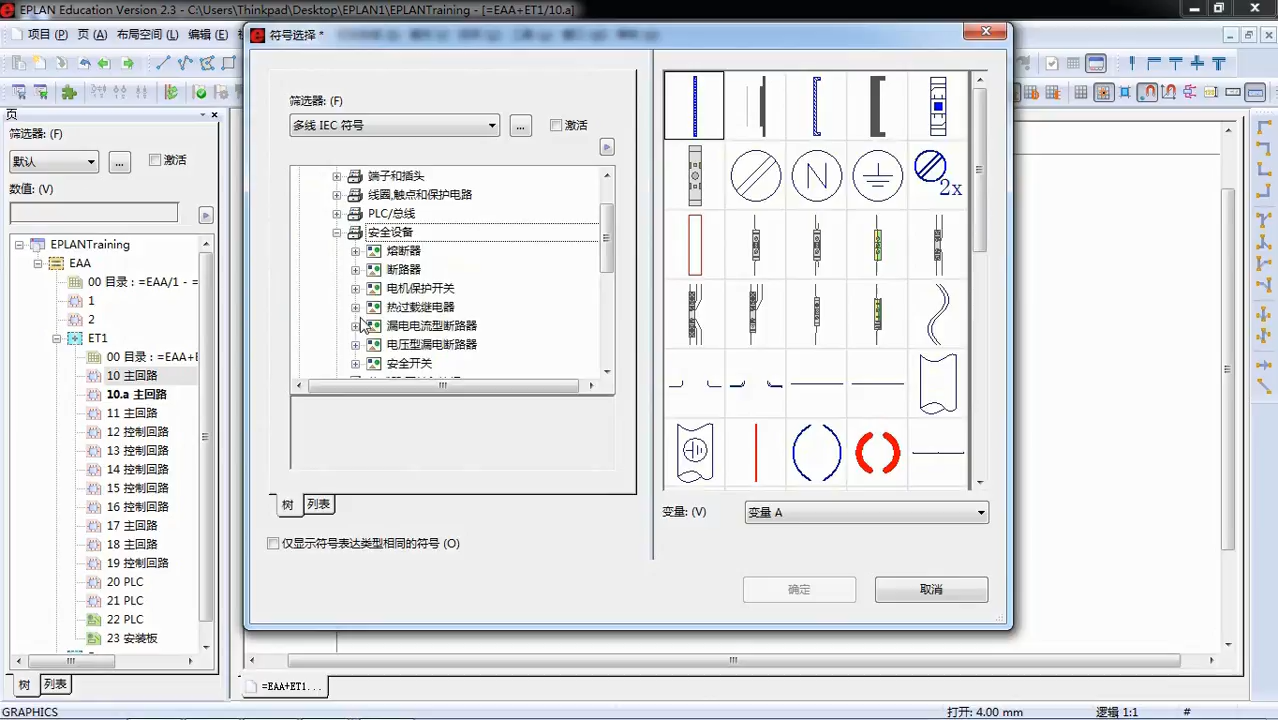 EPLAN Education Version 2.3 - C:\Users\Thinkpad\Desktop\EPLAN1\EPLANTraining - [=EAA+ET1/10.a]
项目 (P) 页 (A) 布局空间 (L) 编辑 (E)
符号选择 *
页
筛选器: (F)
默认
...
激活
数值: (V)
EPLANTraining
EAA
00 目录 : =EAA/1 - =
1
2
ET1
00 目录 : =EAA+E
10 主回路
10.a 主回路
11 主回路
12 控制回路
13 控制回路
14 控制回路
15 控制回路
16 控制回路
17 主回路
18 主回路
19 控制回路
20 PLC
21 PLC
22 PLC
23 安装板
树
列表
筛选器: (F)
多线 IEC 符号
...
激活
端子和插头
线圈,触点和保护电路
PLC/总线
安全设备
熔断器
断路器
电机保护开关
热过载继电器
漏电电流型断路器
电压型漏电断路器
安全开关
树
列表
仅显示符号表达类型相同的符号 (O)
N
2x
变量: (V)
变量 A
确定
取消
=EAA+ET1...
GRAPHICS
打开: 4.00 mm
逻辑 1:1
#